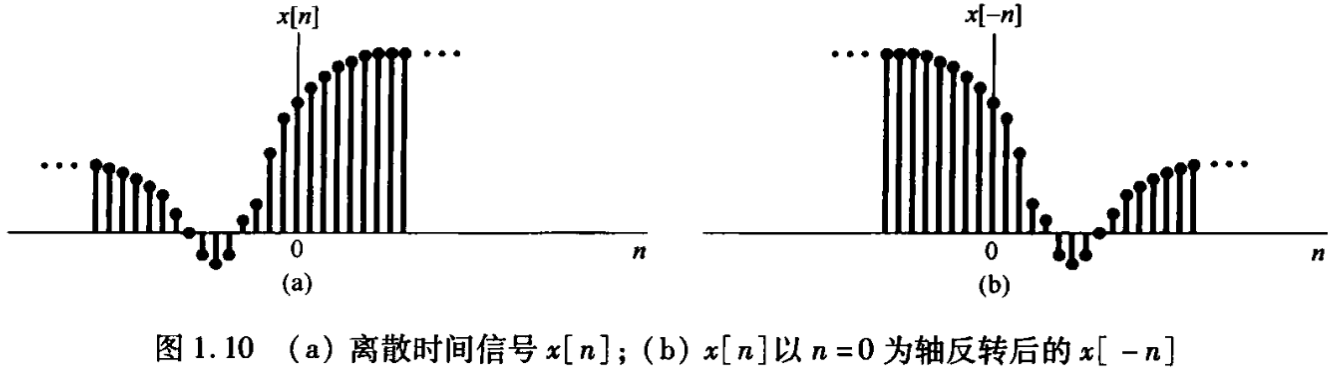 x[n]
x[-n]
0
n
0
n
(a)
(b)
图 1.10 (a) 离散时间信号 x[n]; (b) x[n]以 n=0 为轴反转后的 x[ -n]